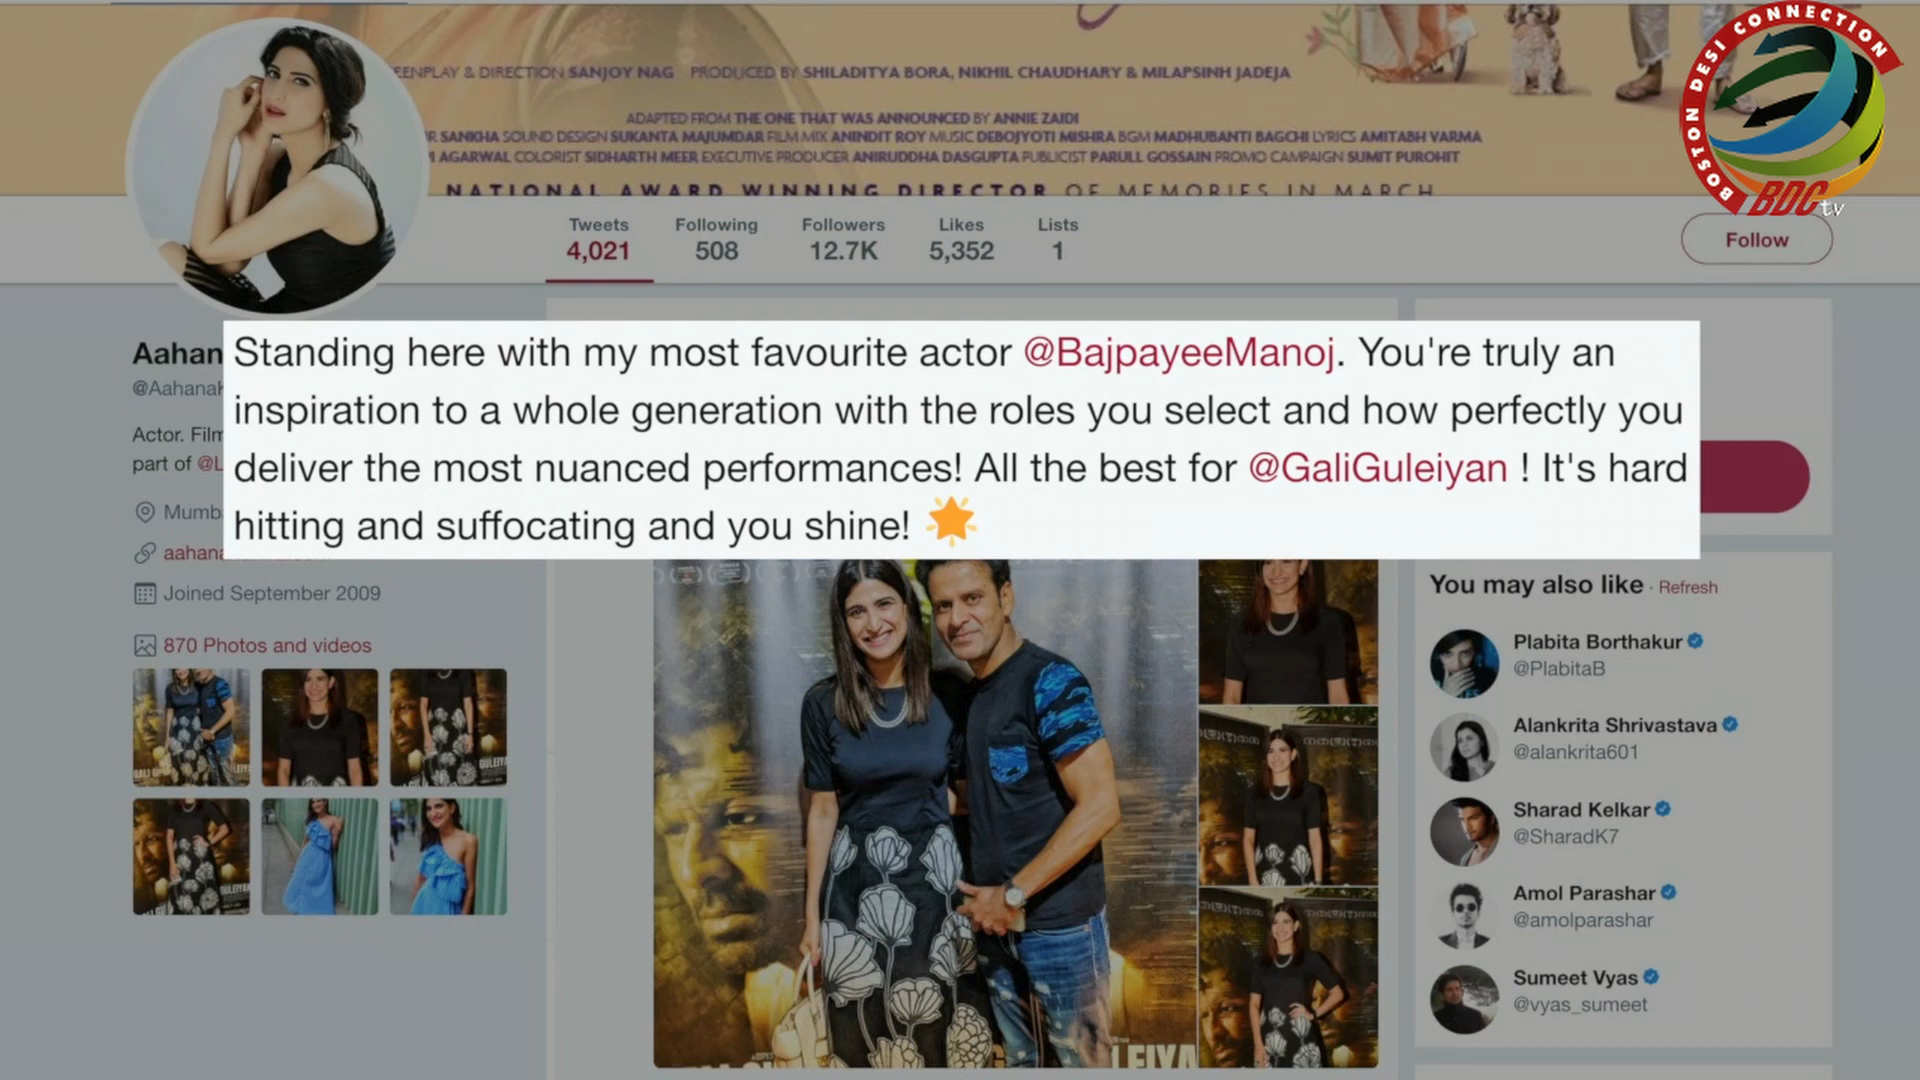 SANJOY NAG PRODUCED BY SHILADITYA BORA, NIKHIL CHAUDHARY & MILAPSINH JADEJA
ADAPTED FROM THE ONE THAT WAS ANNOUNCED BY ANNIE ZAIDI
SANKHA SOUND DESIGN SUKANTA MAJUMDAR FILM MIX ANINDIT ROY MUSIC DEBOJYOTI MISHRA BGM MADHUBANTI BAGCHI LYRICS AMITABH VARMA
AGARWAL COLORIST SIDHARTH MEER EXECUTIVE PRODUCER ANIRUDDHA DASGUPTA PUBLICIST PARULL GOSSAIN PROMO CAMPAIGN SUMIT PUROHIT
NATIONAL AWARD WINNING DIRECTOR OF MEMORIES IN MARCH
BOSTON DESI CONNECTION
BDC tv
Tweets Following Followers Likes Lists
4,021 508 12.7K 5,352 1
Follow
Aahan
@Aahana
Actor. Film
part of @L
Mumb
aahana
Joined September 2009
870 Photos and videos
Standing here with my most favourite actor @BajpayeeManoj. You're truly an
inspiration to a whole generation with the roles you select and how perfectly you
deliver the most nuanced performances! All the best for @GaliGuleiyan ! It's hard
hitting and suffocating and you shine! 🌟
You may also like · Refresh
Plabita Borthakur
@PlabitaB
Alankrita Shrivastava
@alankrita601
Sharad Kelkar
@SharadK7
Amol Parashar
@amolparashar
Sumeet Vyas
@vyas_sumeet